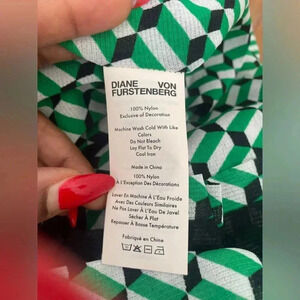 DIANE VON
FURSTENBERG
100% Nylon
Exclusive of Decoration
Machine Wash Cold With Like
Colors
Do Not Bleach
Lay Flat To Dry
Cool Iron
Made in China
100% Nylon
À L'Exception Des Décorations
Laver En Machine À L'Eau Froide
Avec Des Couleurs Similaires
Ne Pas Laver À L'Eau De Javel
Sécher À Plat
Repasser À Basse Température
Fabriqué en Chine